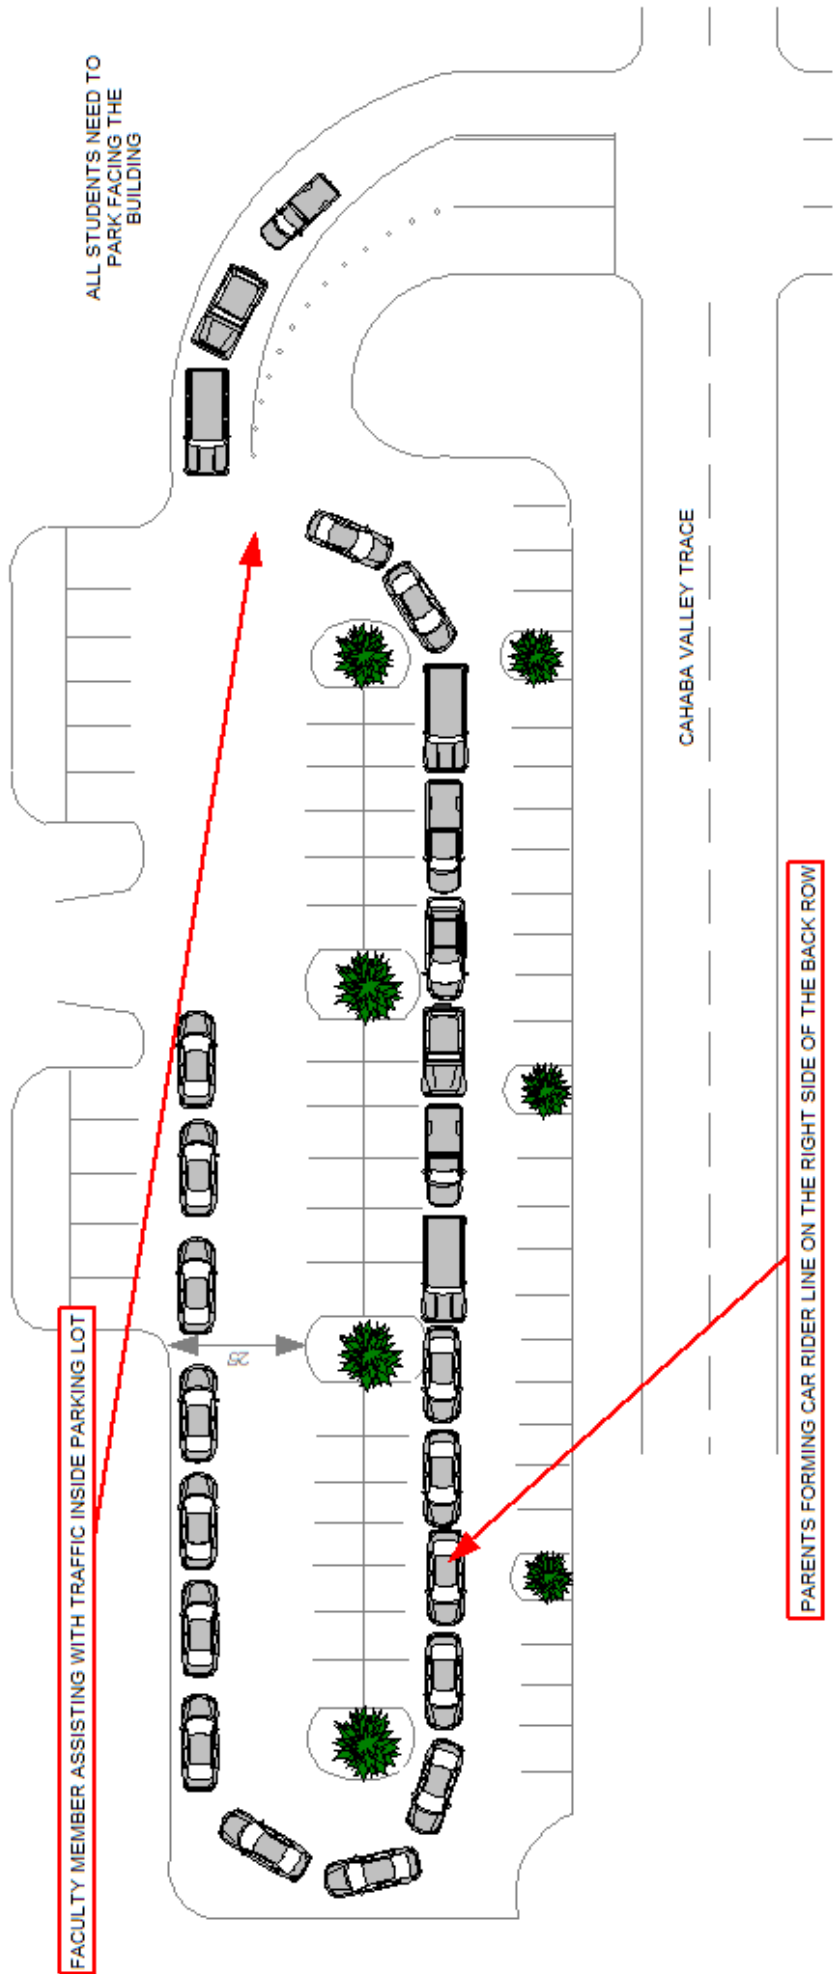 ALL STUDENTS NEED TO
PARK FACING THE
BUILDING
FACULTY MEMBER ASSISTING WITH TRAFFIC INSIDE PARKING LOT
25
CAHABA VALLEY TRACE
PARENTS FORMING CAR RIDER LINE ON THE RIGHT SIDE OF THE BACK ROW